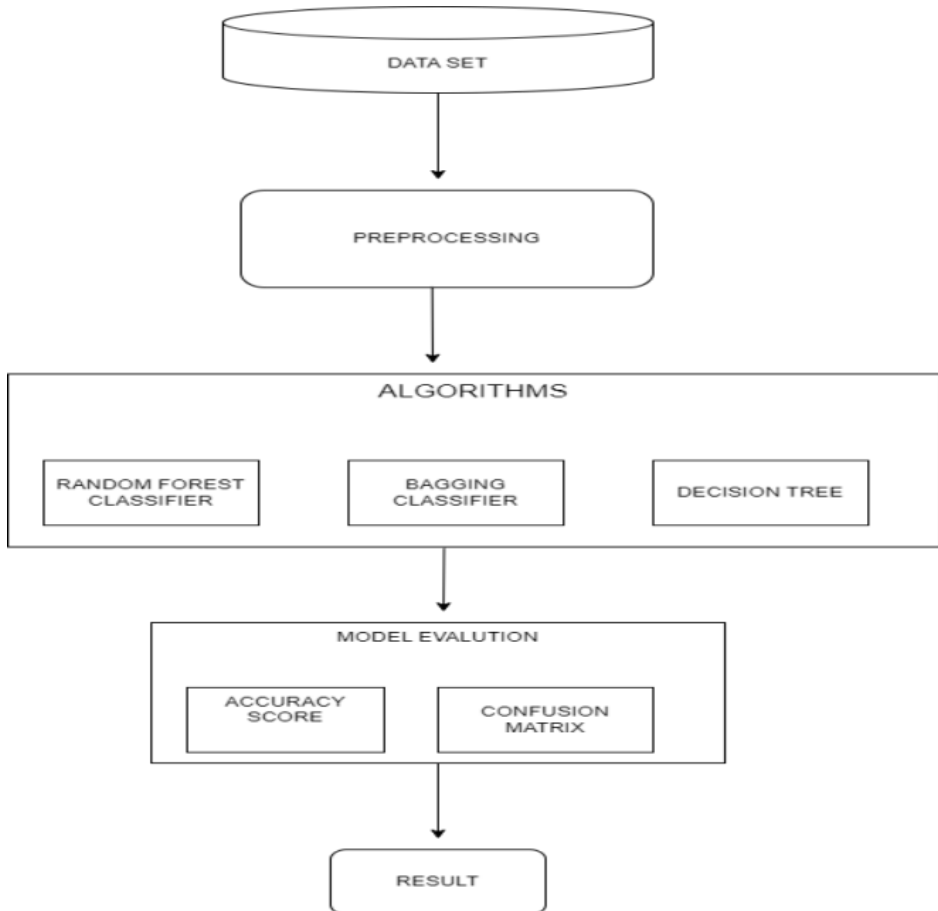 DATA SET
PREPROCESSING
ALGORITHMS
RANDOM FOREST
CLASSIFIER
BAGGING
CLASSIFIER
DECISION TREE
MODEL EVALUTION
ACCURACY
SCORE
CONFUSION
MATRIX
RESULT